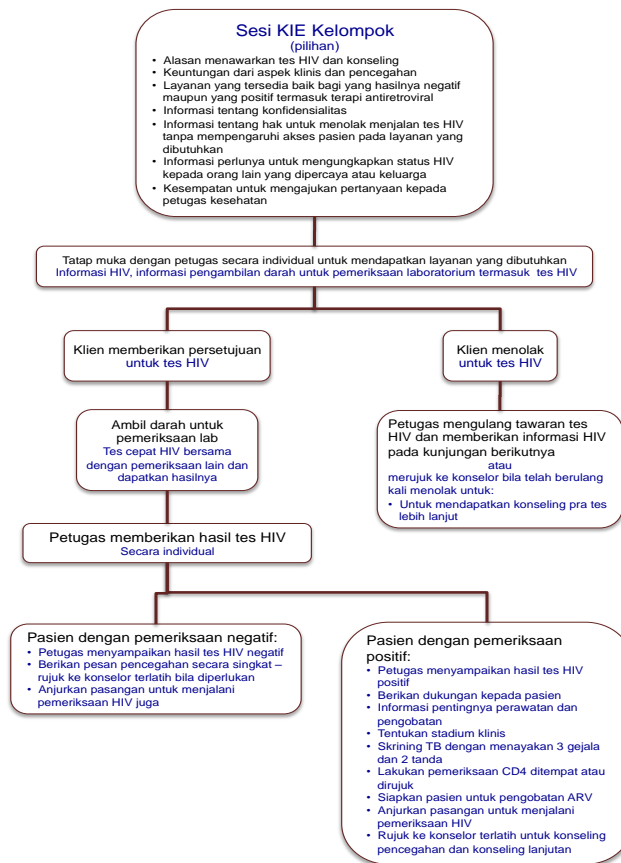 Sesi KIE Kelompok
(pilihan)
• Alasan menawarkan tes HIV dan konseling
• Keuntungan dari aspek klinis dan pencegahan
• Layanan yang tersedia baik bagi yang hasilnya negatif
maupun yang positif termasuk terapi antiretroviral
• Informasi tentang konfidensialitas
• Informasi tentang hak untuk menolak menjalan tes HIV
tanpa mempengaruhi akses pasien pada layanan yang
dibutuhkan
• Informasi perlunya untuk mengungkapkan status HIV
kepada orang lain yang dipercaya atau keluarga
• Kesempatan untuk mengajukan pertanyaan kepada
petugas kesehatan
Tatap muka dengan petugas secara individual untuk mendapatkan layanan yang dibutuhkan
Informasi HIV, informasi pengambilan darah untuk pemeriksaan laboratorium termasuk tes HIV
Klien memberikan persetujuan
untuk tes HIV
Klien menolak
untuk tes HIV
Ambil darah untuk
pemeriksaan lab
Tes cepat HIV bersama
dengan pemeriksaan lain dan
dapatkan hasilnya
Petugas mengulang tawaran tes
HIV dan memberikan informasi HIV
pada kunjungan berikutnya
atau
merujuk ke konselor bila telah berulang
kali menolak untuk:
• Untuk mendapatkan konseling pra tes
lebih lanjut
Petugas memberikan hasil tes HIV
Secara individual
Pasien dengan pemeriksaan negatif:
• Petugas menyampaikan hasil tes HIV negatif
• Berikan pesan pencegahan secara singkat –
rujuk ke konselor terlatih bila diperlukan
• Anjurkan pasangan untuk menjalani
pemeriksaan HIV juga
Pasien dengan pemeriksaan
positif:
• Petugas menyampaikan hasil tes HIV
positif
• Berikan dukungan kepada pasien
• Informasi pentingnya perawatan dan
pengobatan
• Tentukan stadium klinis
• Skrining TB dengan menayakan 3 gejala
dan 2 tanda
• Lakukan pemeriksaan CD4 ditempat atau
dirujuk
• Siapkan pasien untuk pengobatan ARV
• Anjurkan pasangan untuk menjalani
pemeriksaan HIV
• Rujuk ke konselor terlatih untuk konseling
pencegahan dan konseling lanjutan